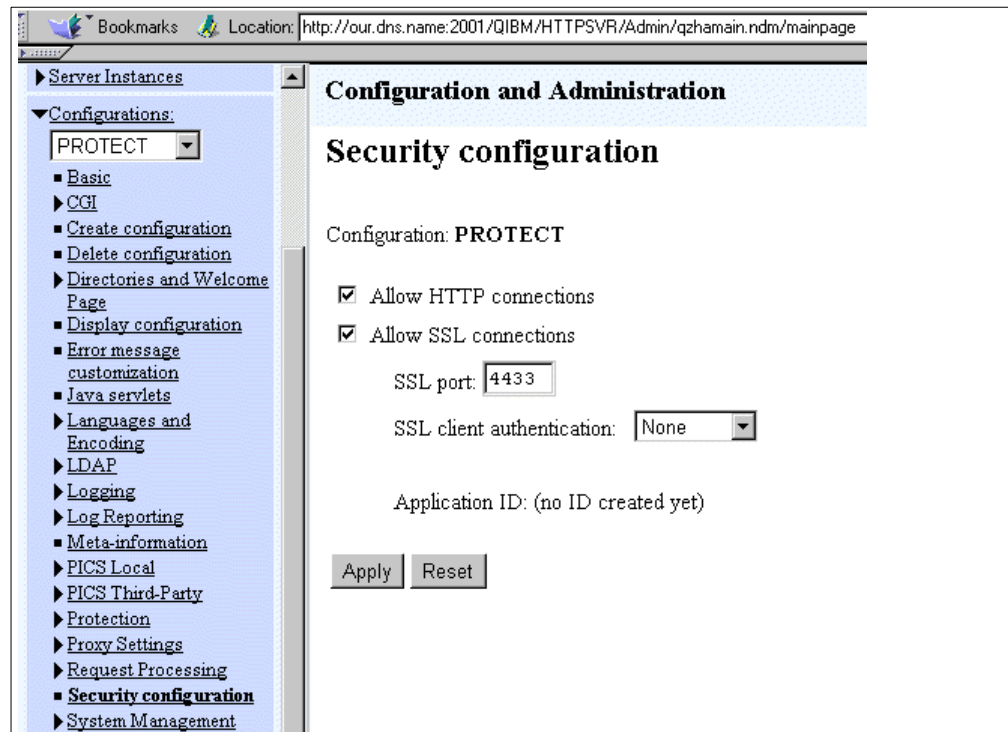 Bookmarks Location: http://our.dns.name:2001/QIBM/HTTPSVR/Admin/qzhamain.ndm/mainpage
Server Instances
Configurations:
PROTECT
Basic
CGI
Create configuration
Delete configuration
Directories and Welcome
Page
Display configuration
Error message
customization
Java servlets
Languages and
Encoding
LDAP
Logging
Log Reporting
Meta-information
PICS Local
PICS Third-Party
Protection
Proxy Settings
Request Processing
Security configuration
System Management
Configuration and Administration
Security configuration
Configuration: PROTECT
Allow HTTP connections
Allow SSL connections
SSL port: 4433
SSL client authentication: None
Application ID: (no ID created yet)
Apply Reset